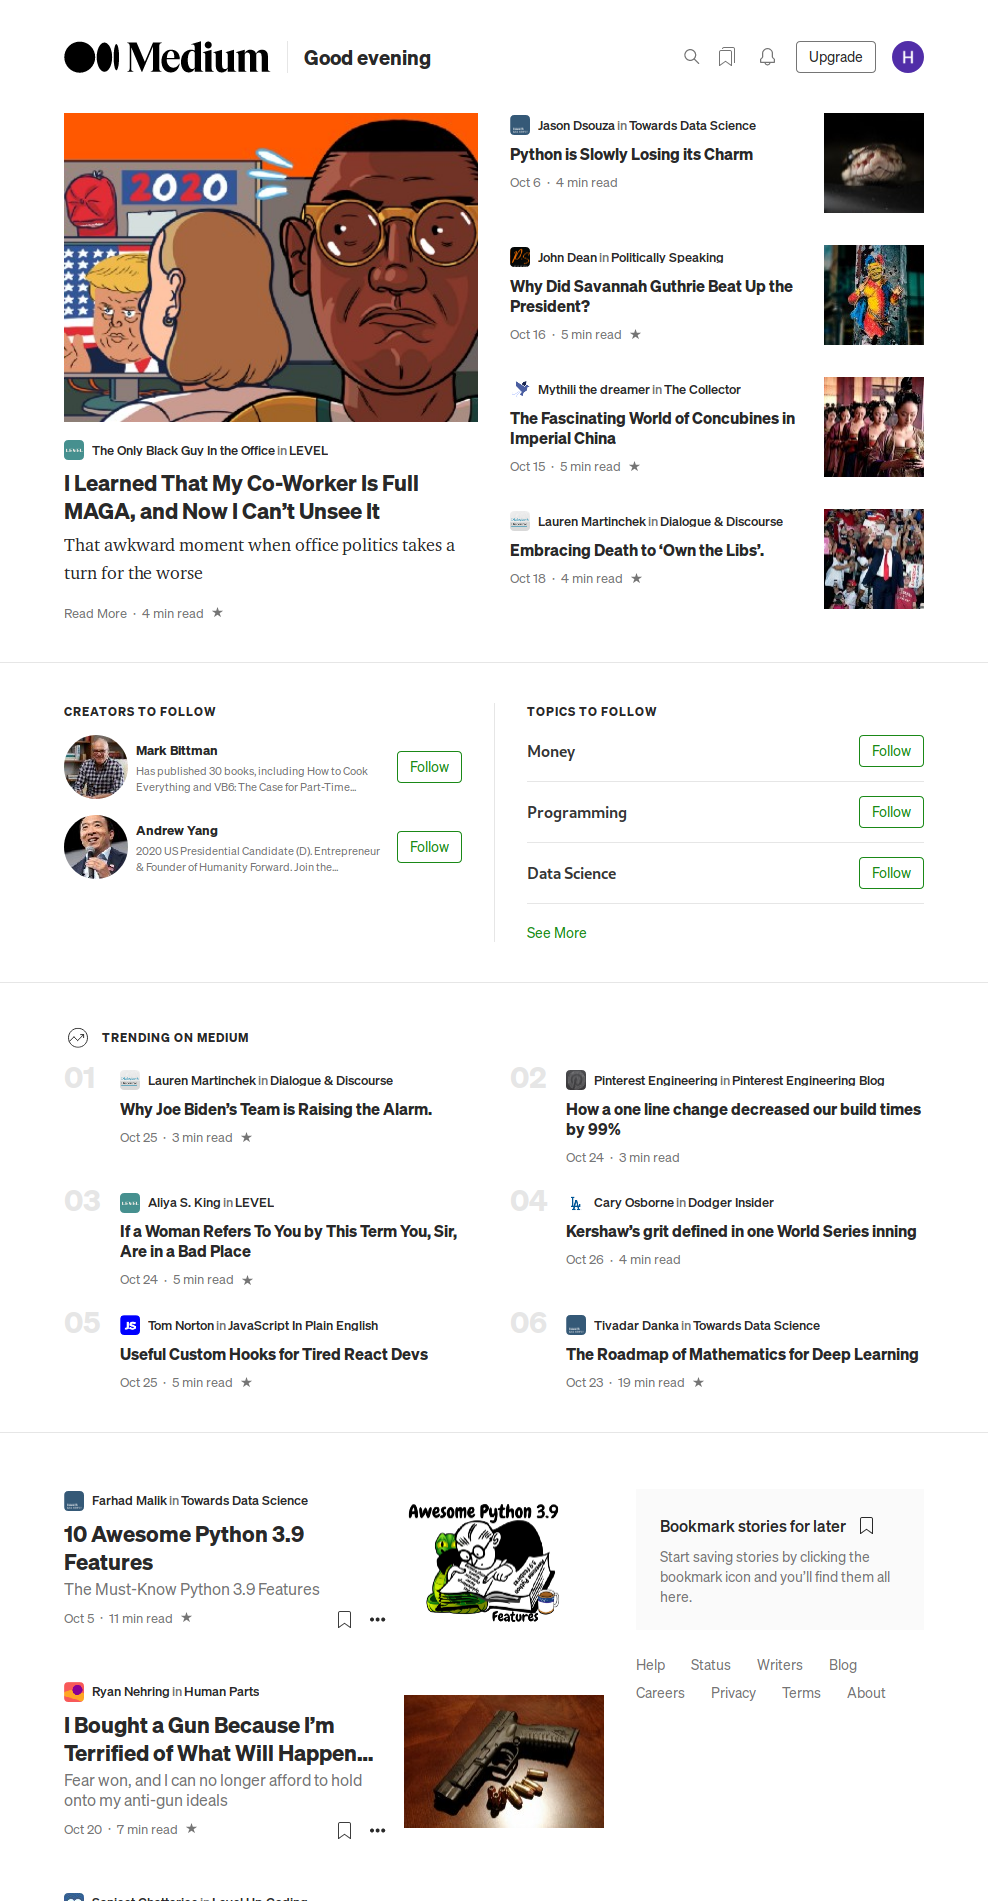 Medium
Good evening
Upgrade
H
2020
The Only Black Guy In the Office in LEVEL
I Learned That My Co-Worker Is Full
MAGA, and Now I Can’t Unsee It
That awkward moment when office politics takes a
turn for the worse
Read More · 4 min read ★
Jason Dsouza in Towards Data Science
Python is Slowly Losing its Charm
Oct 6 · 4 min read
John Dean in Politically Speaking
Why Did Savannah Guthrie Beat Up the
President?
Oct 16 · 5 min read ★
Mythili the dreamer in The Collector
The Fascinating World of Concubines in
Imperial China
Oct 15 · 5 min read ★
Lauren Martinchek in Dialogue & Discourse
Embracing Death to ‘Own the Libs’.
Oct 18 · 4 min read ★
CREATORS TO FOLLOW
Mark Bittman
Has published 30 books, including How to Cook
Everything and VB6: The Case for Part-Time...
Follow
Andrew Yang
2020 US Presidential Candidate (D). Entrepreneur
& Founder of Humanity Forward. Join the...
Follow
TOPICS TO FOLLOW
Money
Follow
Programming
Follow
Data Science
Follow
See More
TRENDING ON MEDIUM
01
Lauren Martinchek in Dialogue & Discourse
Why Joe Biden’s Team is Raising the Alarm.
Oct 25 · 3 min read ★
02
Pinterest Engineering in Pinterest Engineering Blog
How a one line change decreased our build times
by 99%
Oct 24 · 3 min read
03
LEVEL
Aliya S. King in LEVEL
If a Woman Refers To You by This Term You, Sir,
Are in a Bad Place
Oct 24 · 5 min read ★
04
LA
Cary Osborne in Dodger Insider
Kershaw’s grit defined in one World Series inning
Oct 26 · 4 min read
05
JS
Tom Norton in JavaScript In Plain English
Useful Custom Hooks for Tired React Devs
Oct 25 · 5 min read ★
06
Tivadar Danka in Towards Data Science
The Roadmap of Mathematics for Deep Learning
Oct 23 · 19 min read ★
Farhad Malik in Towards Data Science
10 Awesome Python 3.9
Features
The Must-Know Python 3.9 Features
Oct 5 · 11 min read ★
Awesome Python 3.9
Features
Ryan Nehring in Human Parts
I Bought a Gun Because I’m
Terrified of What Will Happen...
Fear won, and I can no longer afford to hold
onto my anti-gun ideals
Oct 20 · 7 min read ★
Bookmark stories for later
Start saving stories by clicking the
bookmark icon and you’ll find them all
here.
Help Status Writers Blog
Careers Privacy Terms About